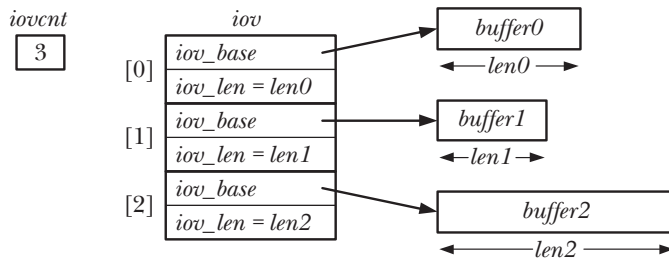 iovcnt
3
iov
[0]
iov_base
iov_len = len0
[1]
iov_base
iov_len = len1
[2]
iov_base
iov_len = len2
buffer0
len0
buffer1
len1
buffer2
len2